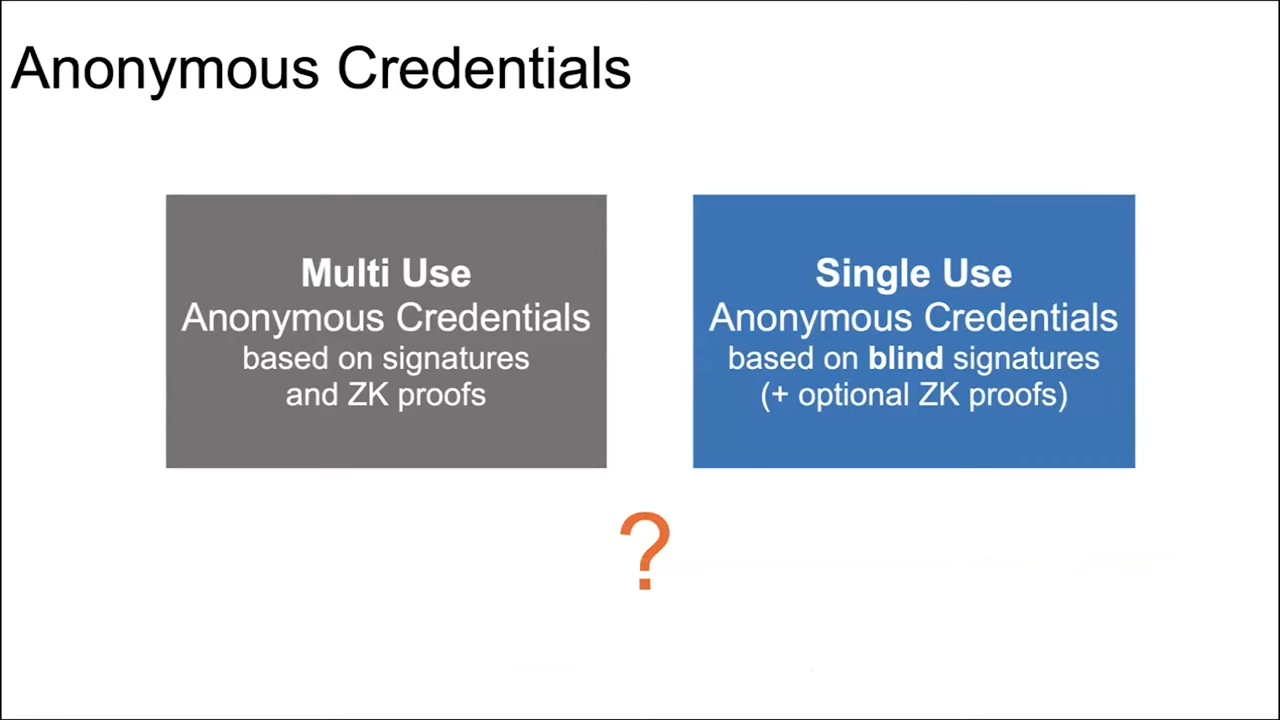 Anonymous Credentials
Multi Use
Anonymous Credentials
based on signatures
and ZK proofs
Single Use
Anonymous Credentials
based on blind signatures
(+ optional ZK proofs)
?